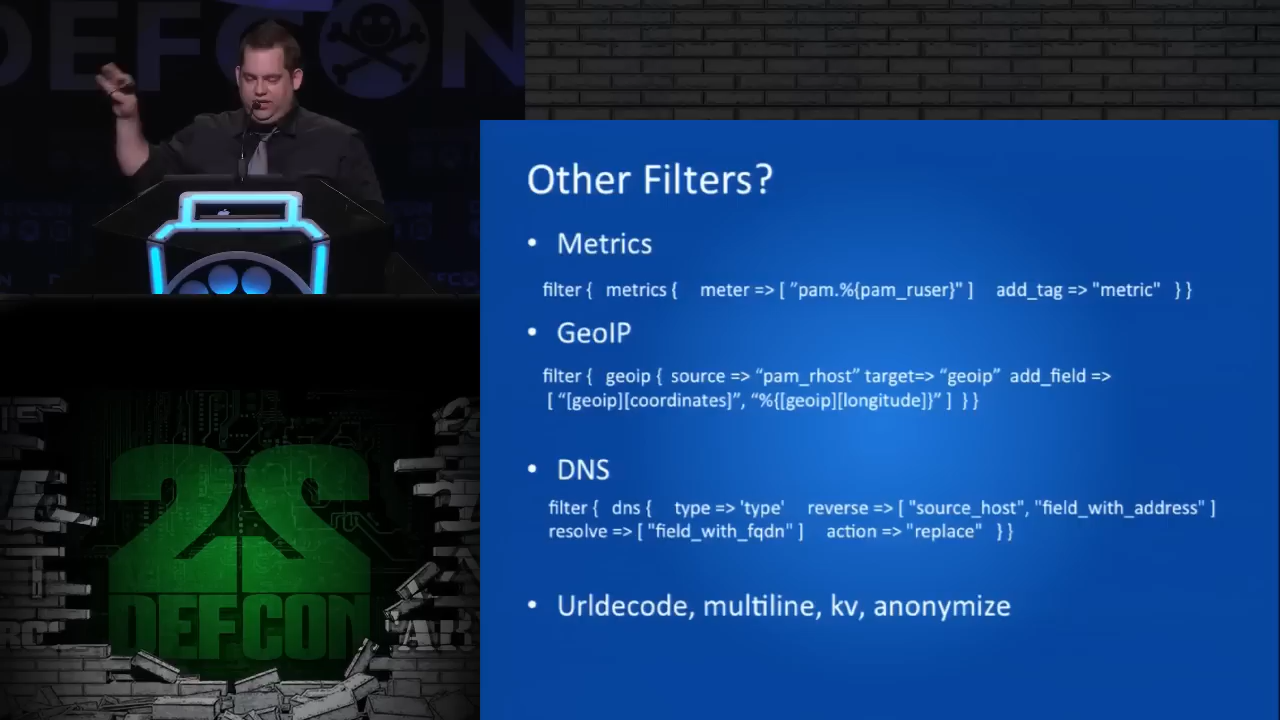 DEFCON
Other Filters?
• Metrics
filter { metrics { meter => [ ”pam.%{pam_ruser}" ] add_tag => "metric" } }
• GeoIP
filter { geoip { source => “pam_rhost” target=> “geoip” add_field =>
[ “[geoip][coordinates]”, “%{[geoip][longitude]}” ] } }
• DNS
filter { dns { type => 'type' reverse => [ "source_host", "field_with_address" ]
resolve => [ "field_with_fqdn" ] action => "replace" } }
• Urldecode, multiline, kv, anonymize
22
DEFCON